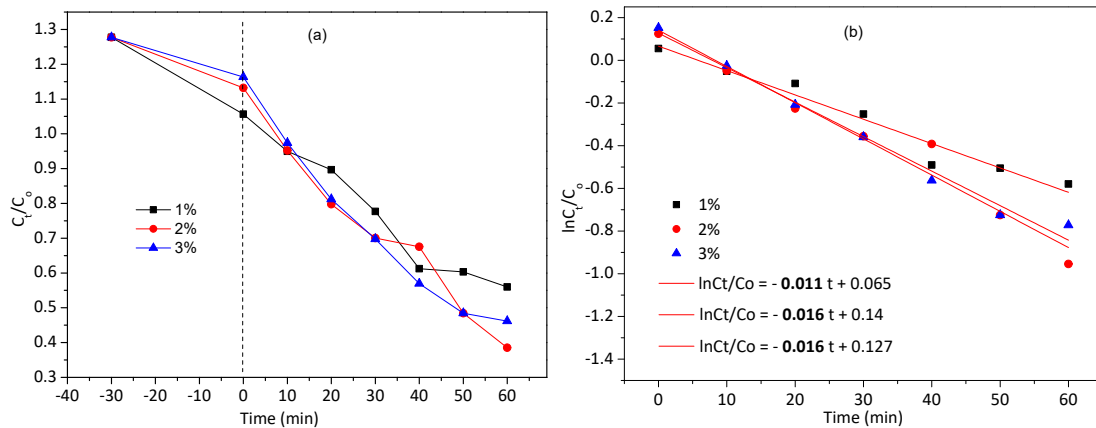 (a)
1.3
1.2
1.1
1.0
0.9
0.8
0.7
0.6
0.5
0.4
0.3
Ct/Co
1%
2%
3%
-40 -30 -20 -10 0 10 20 30 40 50 60
Time (min)
(b)
0.2
0.0
-0.2
-0.4
-0.6
-0.8
-1.0
-1.2
-1.4
lnCt/Co
1%
2%
3%
lnCt/Co = - 0.011 t + 0.065
lnCt/Co = - 0.016 t + 0.14
lnCt/Co = - 0.016 t + 0.127
0 10 20 30 40 50 60
Time (min)